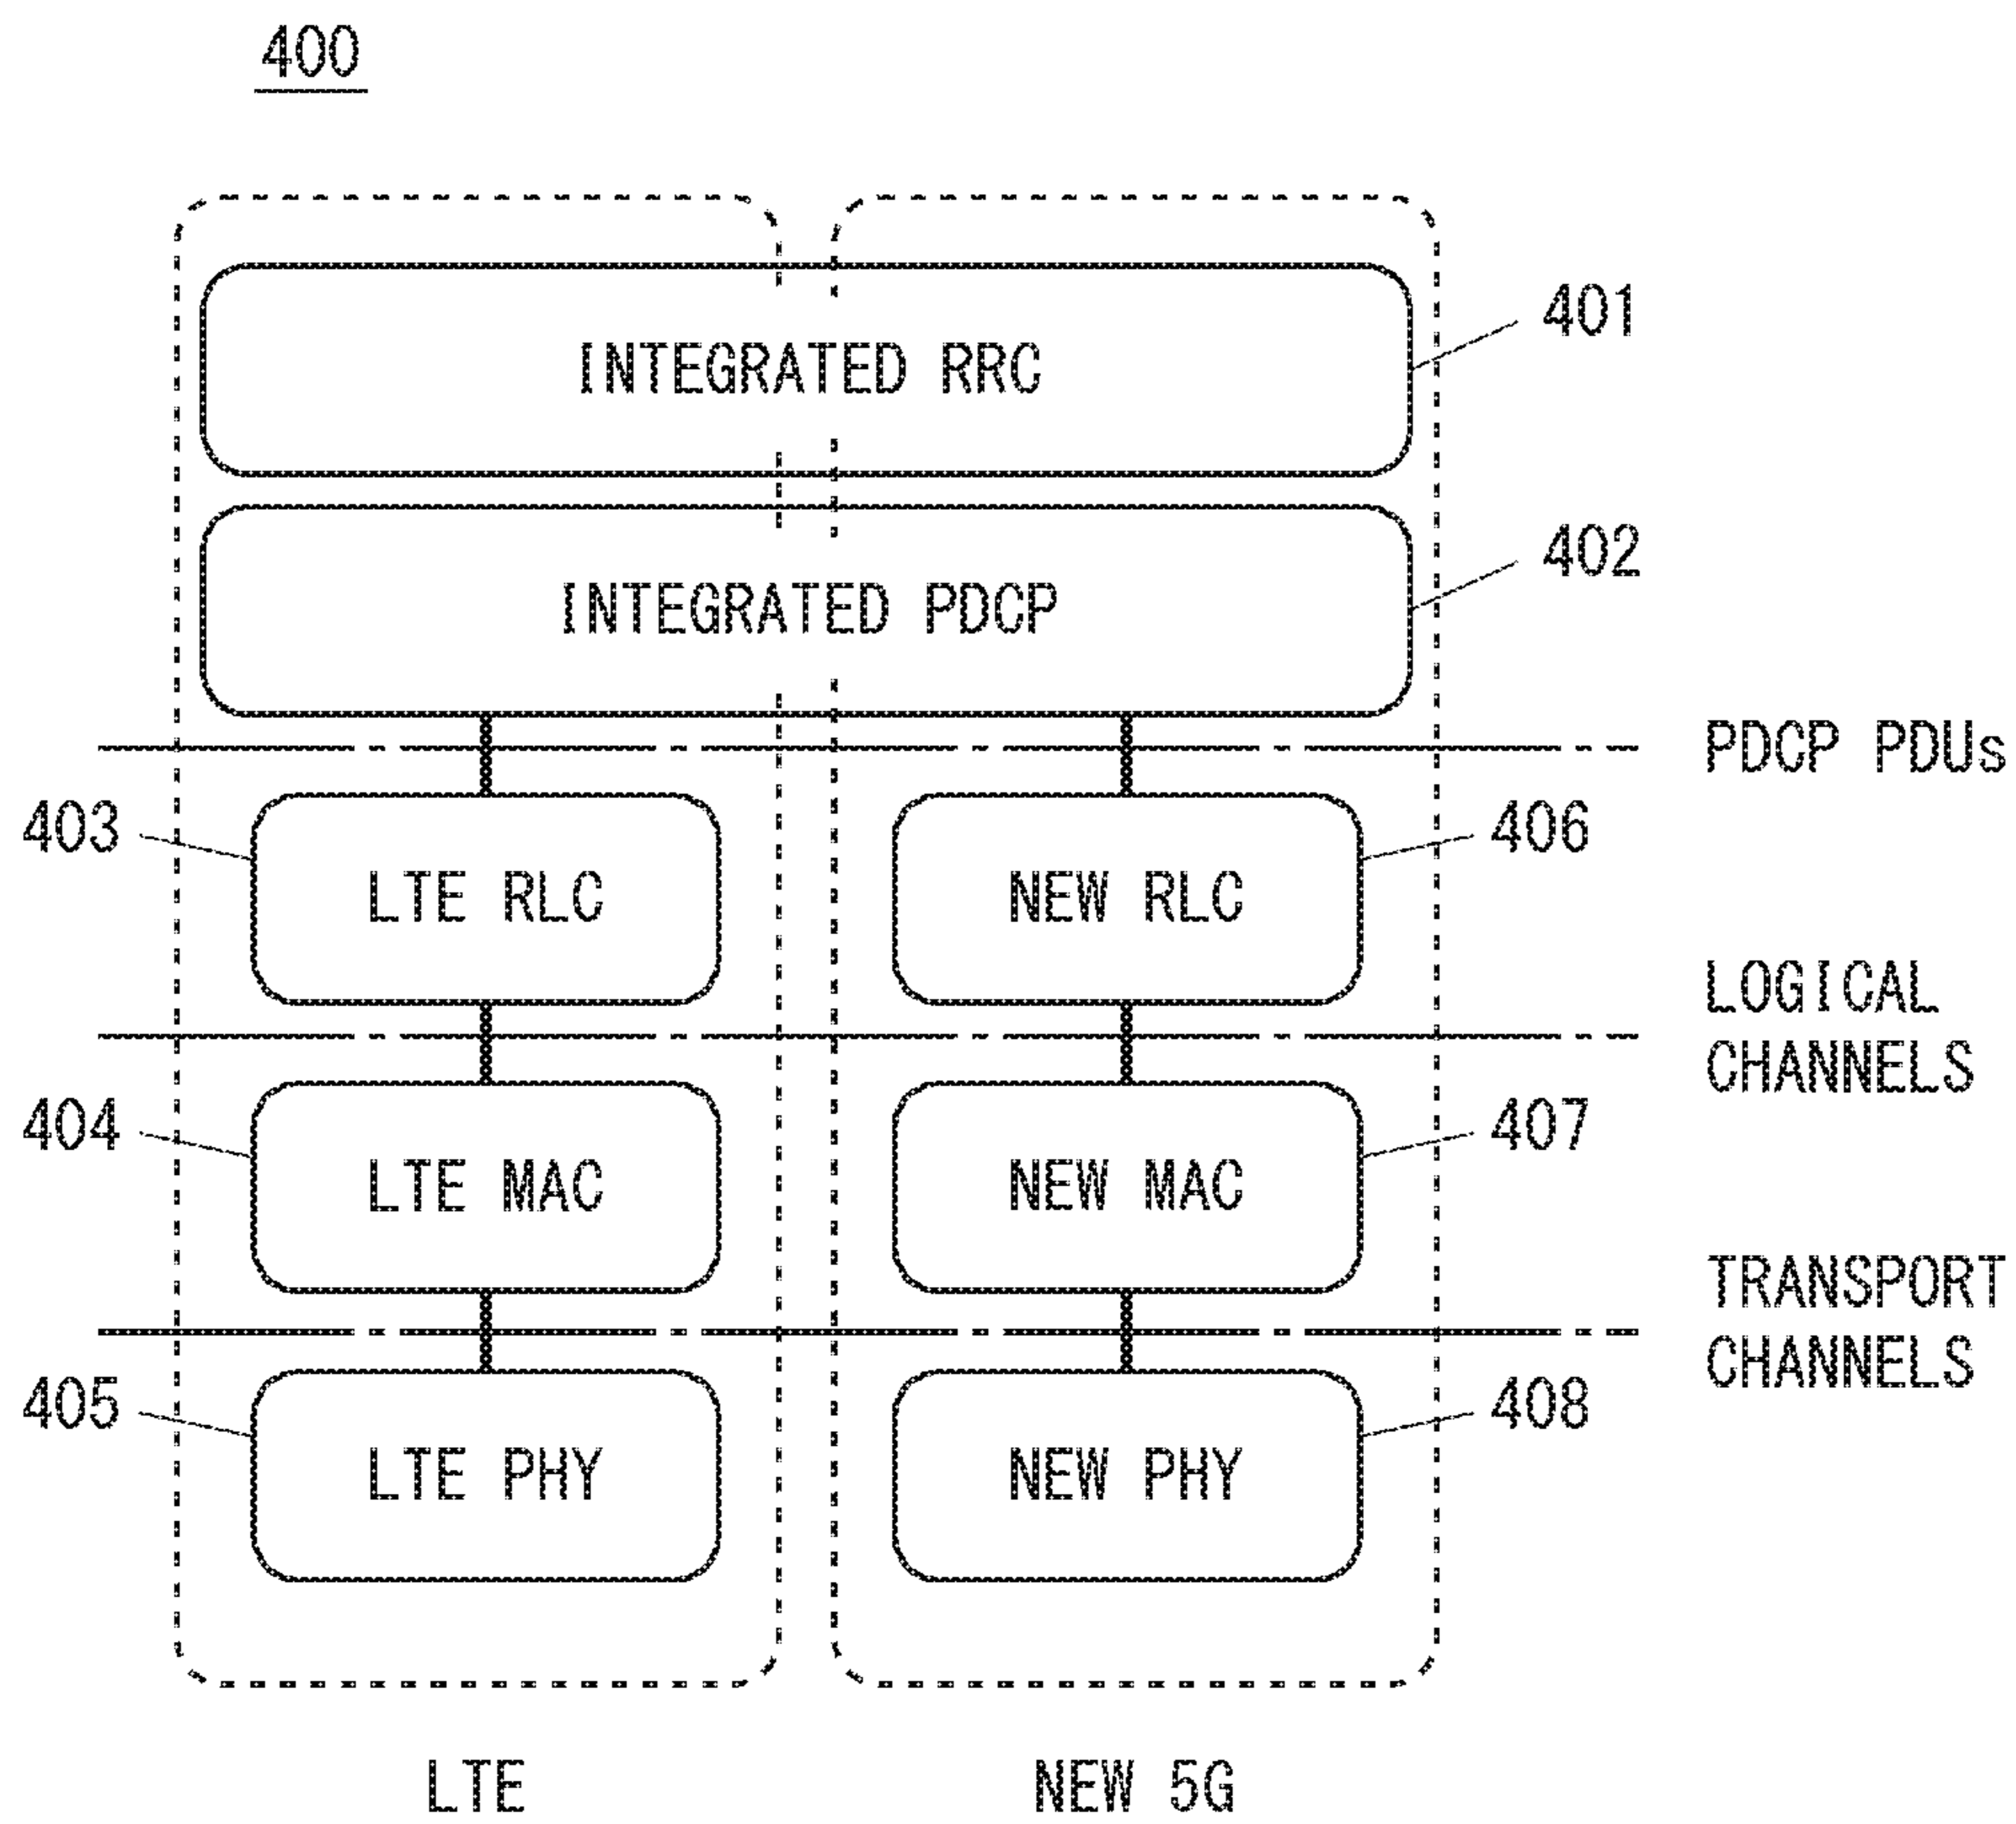 400
INTEGRATED RRC
401
INTEGRATED PDCP
402
PDCP PDUs
403
LTE RLC
NEW RLC
406
LOGICAL
CHANNELS
404
LTE MAC
NEW MAC
407
TRANSPORT
CHANNELS
405
LTE PHY
NEW PHY
408
LTE
NEW 5G